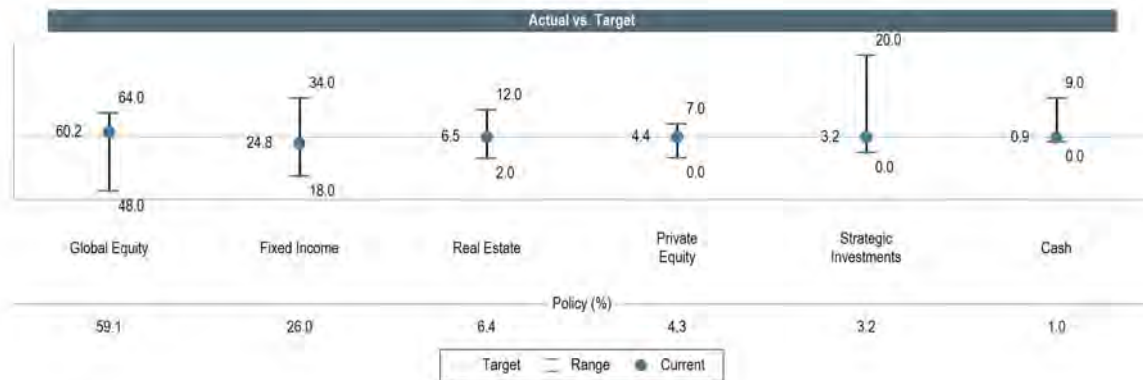 Actual vs. Target
20.0
34.0
64.0
12.0
9.0
7.0
60.2
24.8
6.5
4.4
3.2
0.9
2.0
0.0
0.0
0.0
18.0
48.0
Global Equity
Fixed Income
Real Estate
Private
Equity
Strategic
Investments
Cash
Policy (%)
59.1
26.0
6.4
4.3
3.2
1.0
Target
Range
Current